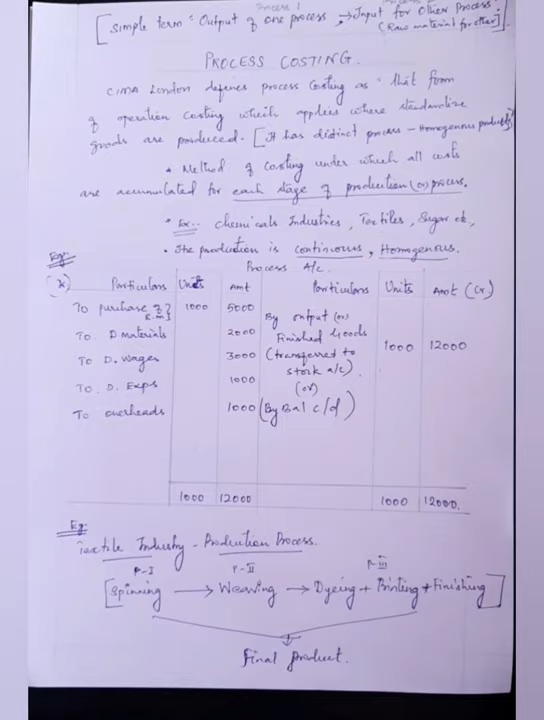 Process 1
[Simple term "Output of one process → Input for Other Process.
(Raw material for other)]
PROCESS COSTING.
CIMA London defines process Costing as "that form
of operation Costing which applies where standardize
goods are produced. [It has distinct process - Homogenous products]
* Method of Costing under which all costs
are accumulated for each stage of production (or) process.
* Ex:- Chemicals Industries, Textiles, Sugar etc,
• The production is continuous, Homogenous.
Eg:-
Process A/c.
Particulars Units Amt Particulars Units Amt (Cr.)
To purchase of R.M} 1000 5000 By output (or)
To D. Materials 2000 Finished Goods
To D. Wages 3000 (transferred to 1000 12000
stock a/c).
To D. Exps 1000 (or)
To overheads 1000 (By Bal c/d)
1000 12000 1000 12000.
Eg:-
Textile Industry - Production Process.
P-I P-II P-III
[Spinning → Weaving → Dyeing + Printing + Finishing]
Final product.